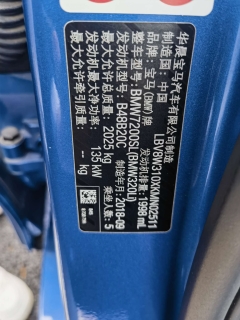 华晨宝马汽车有限公司制造
制造国：中国
品牌：宝马(BMW)牌
整车型号：BMW7200SL(BMW320Li)
发动机型号：B48B20C
最大允许总质量：2025 kg
发动机最大净功率：135 kW
最大允许牵引质量： kg
LBV8W310XKMN02511
发动机排量：1998 mL
制造年月：2018-09
乘坐人数：5